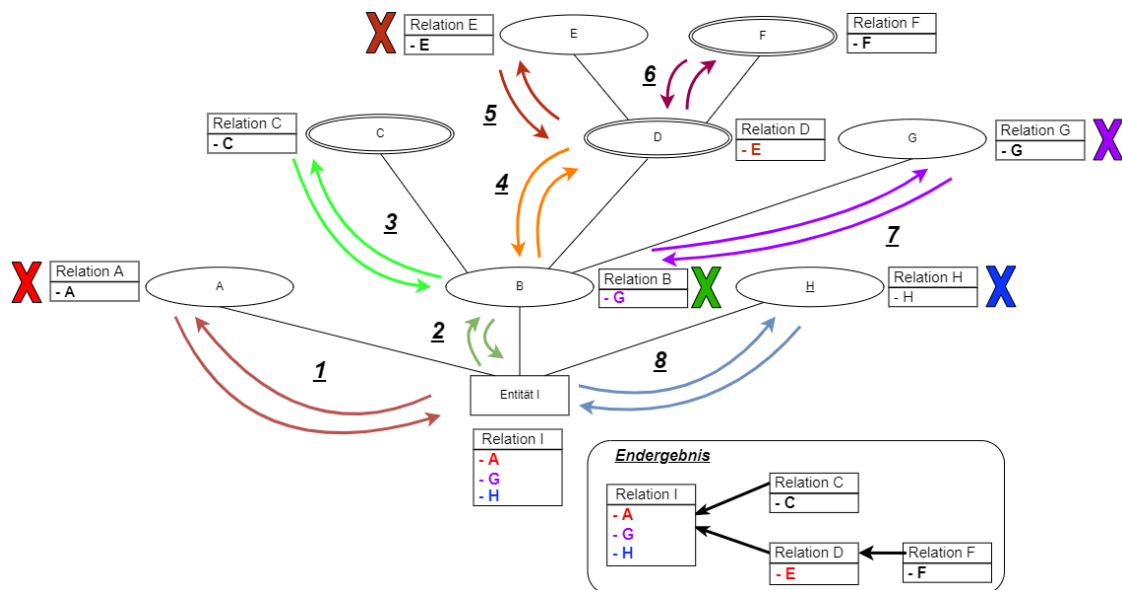 Relation E
- E
E
F
Relation F
- F
6
5
Relation C
- C
C
D
Relation D
- E
G
Relation G
- G
4
3
7
Relation A
- A
A
B
Relation B
- G
H
Relation H
- H
2
1
8
Entität I
Relation I
- A
- G
- H
Endergebnis
Relation I
- A
- G
- H
Relation C
- C
Relation D
- E
Relation F
- F